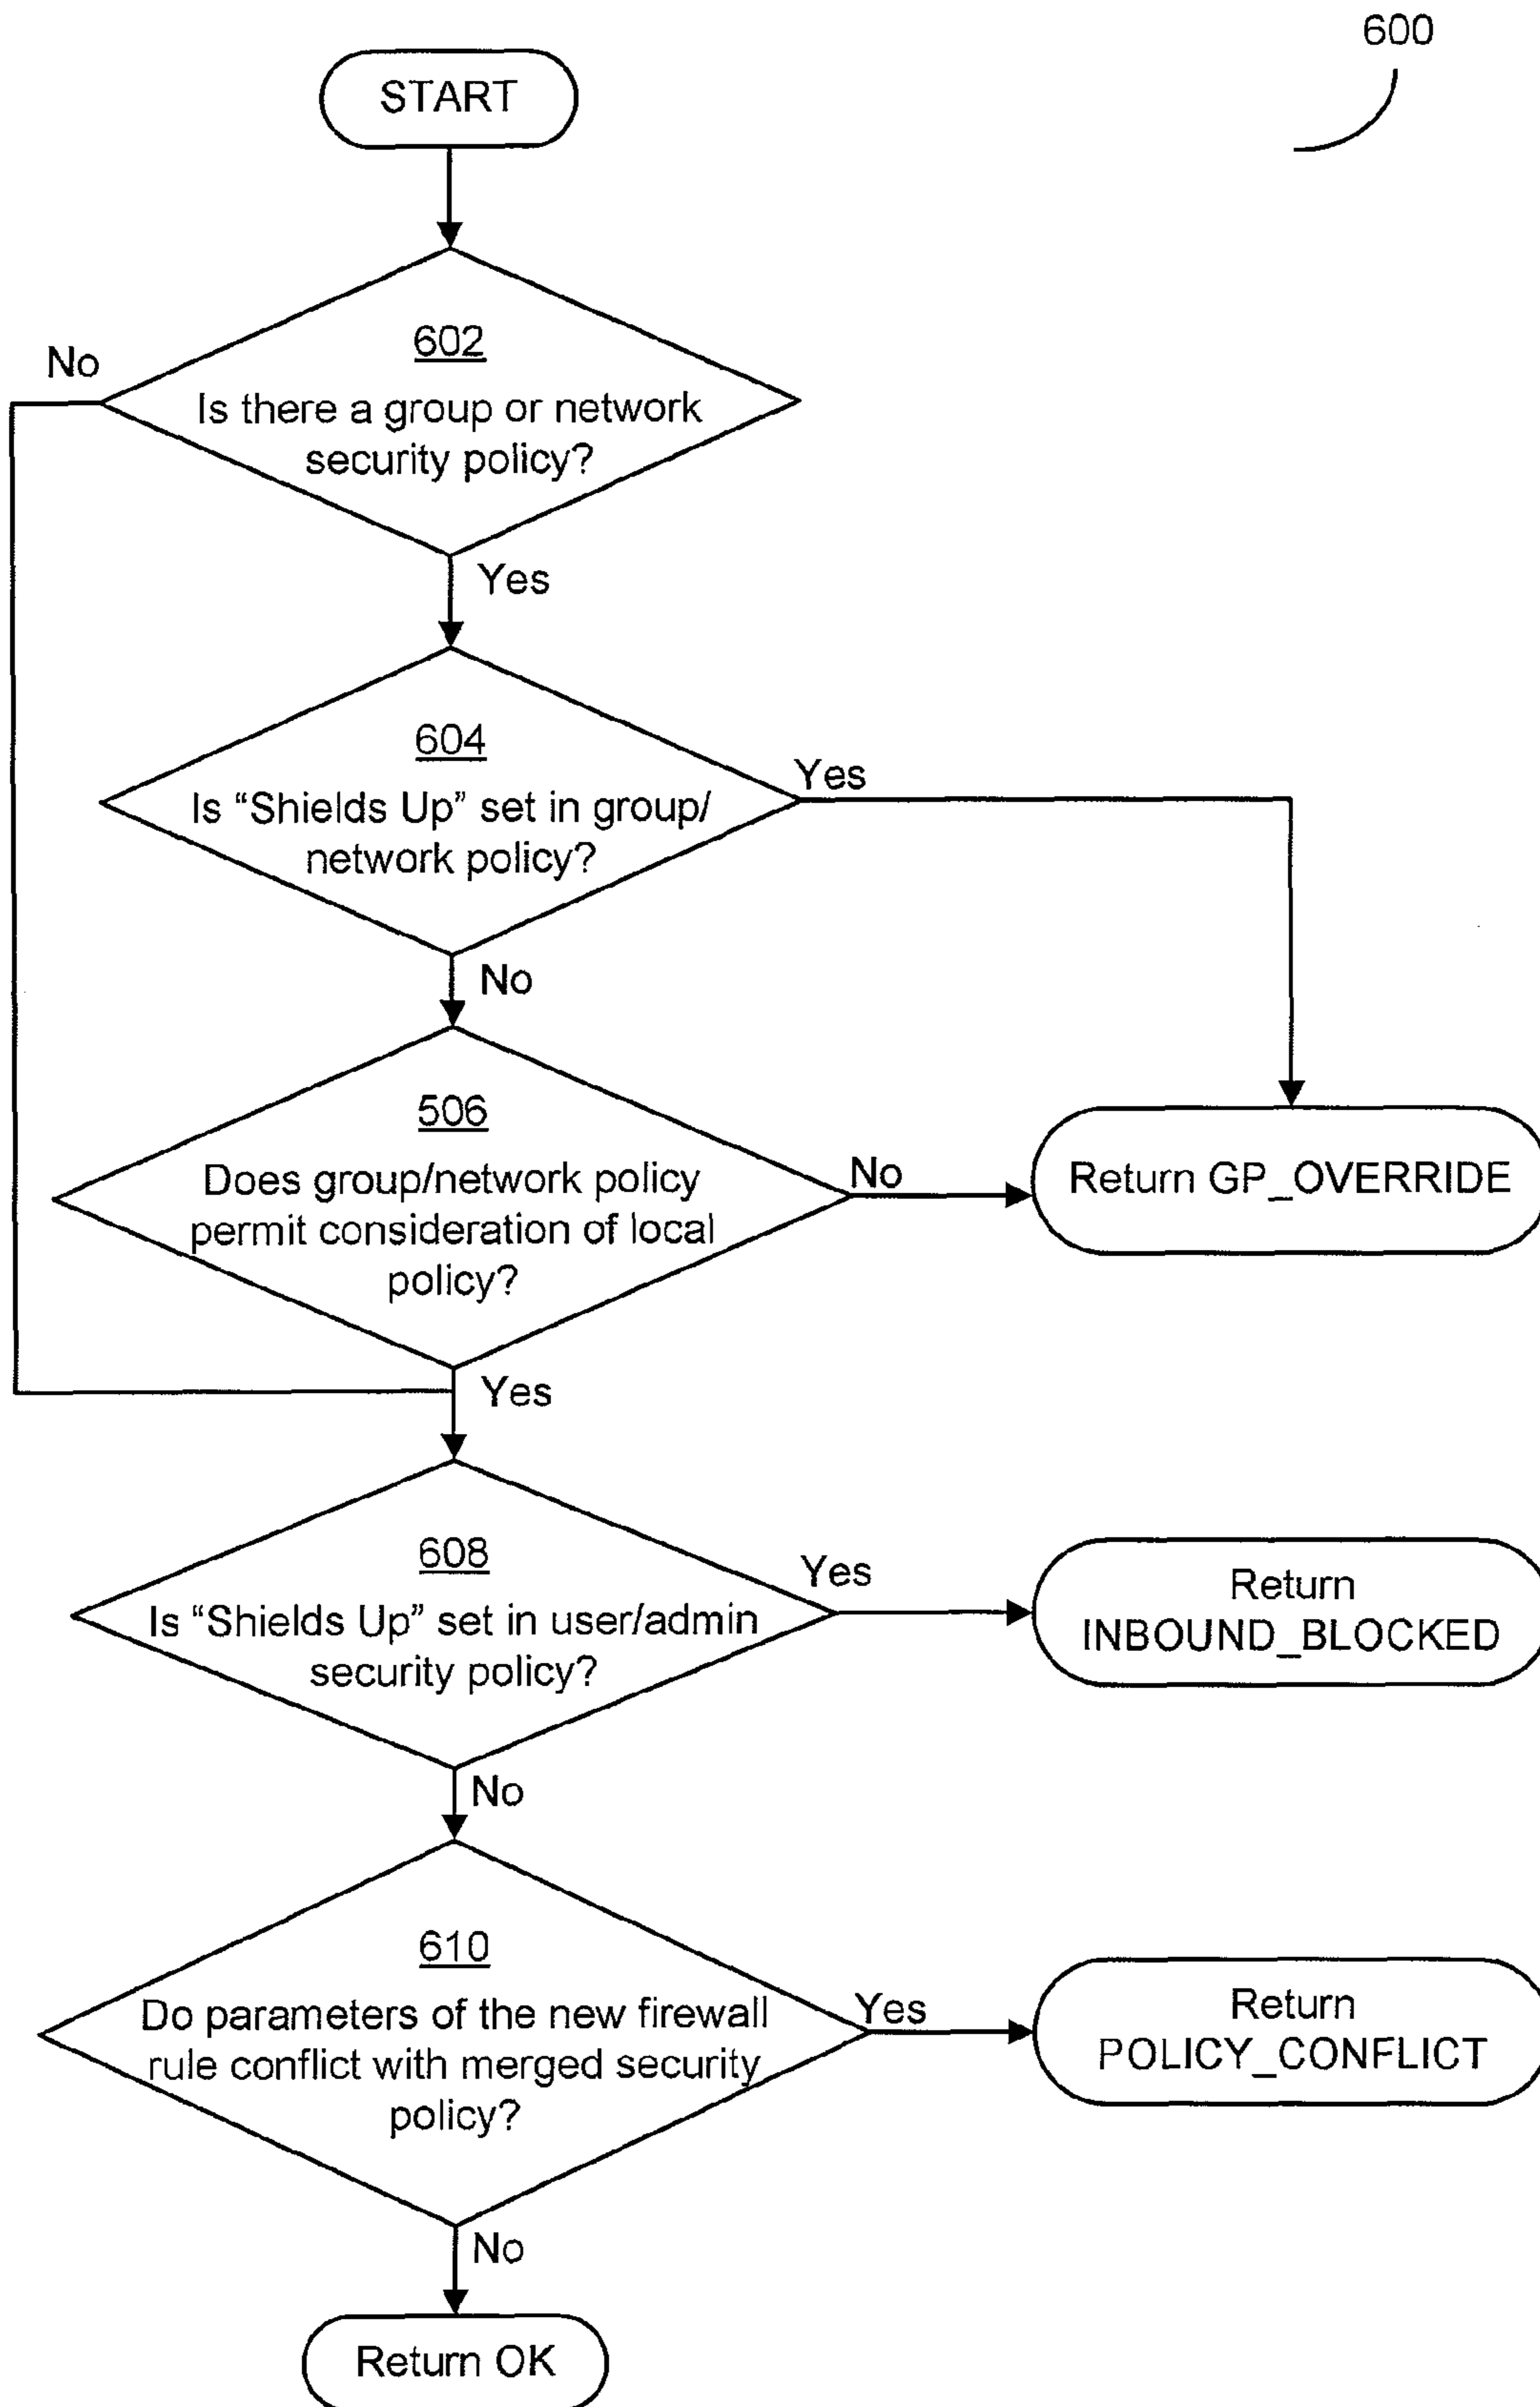 600
START
602
No
Is there a group or network
security policy?
Yes
604
Yes
Is “Shields Up” set in group/
network policy?
No
506
Does group/network policy
permit consideration of local
policy?
No
Return GP_OVERRIDE
Yes
608
Yes
Is “Shields Up” set in user/admin
security policy?
Return
INBOUND_BLOCKED
No
610
Do parameters of the new firewall
rule conflict with merged security
policy?
Yes
Return
POLICY_CONFLICT
No
Return OK